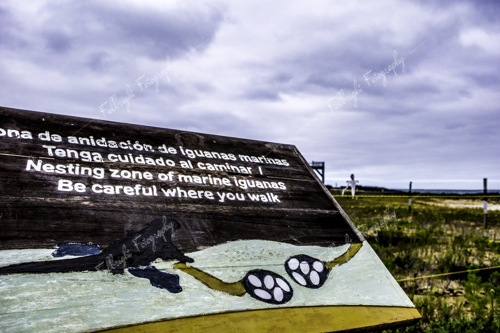 ona de anidación de iguanas marinas
Tenga cuidado al caminar !
Nesting zone of marine iguanas
Be careful where you walk